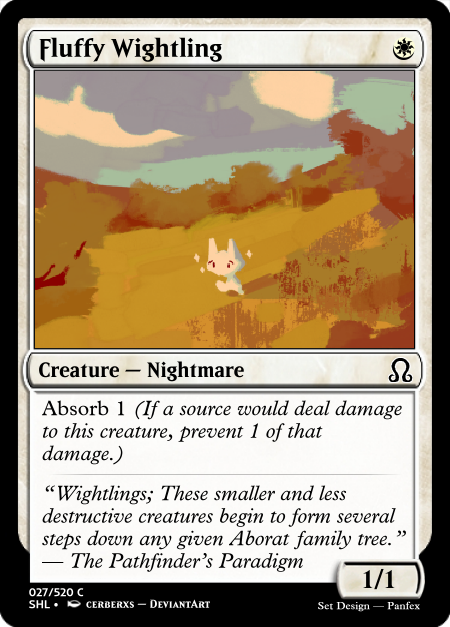 Fluffy Wightling
Creature — Nightmare
Absorb 1 (If a source would deal damage
to this creature, prevent 1 of that
damage.)
“Wightlings; These smaller and less
destructive creatures begin to form several
steps down any given Aborat family tree.”
— The Pathfinder’s Paradigm
1/1
027/520 C
SHL • cerberxs — DeviantArt
Set Design — Panfex